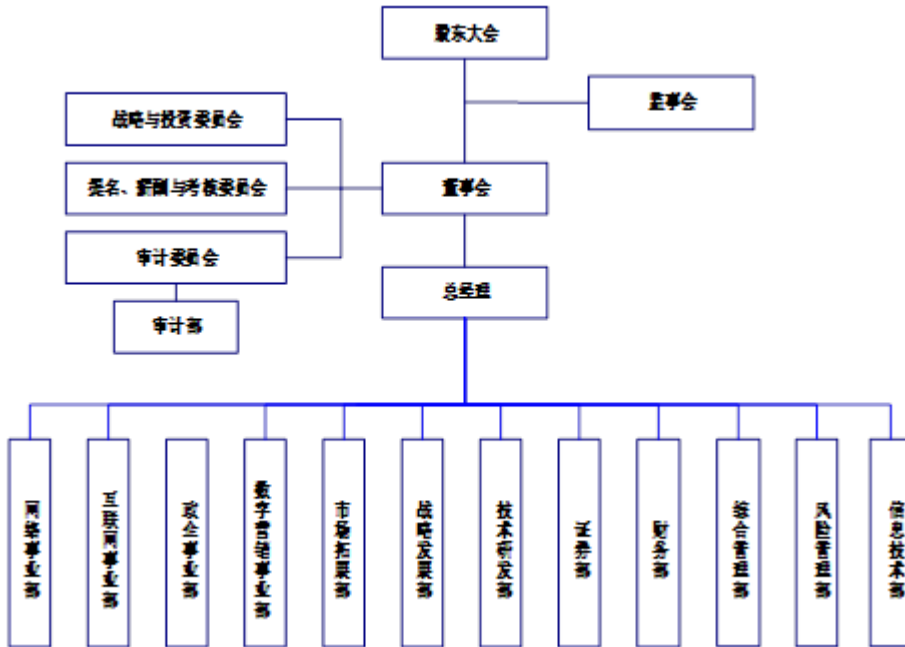 股东大会
监事会
战略与投资委员会
提名、薪酬与考核委员会
董事会
审计委员会
总经理
审计部
网络事业部
互联网事业部
政企事业部
数字营销事业部
市场拓展部
战略发展部
技术研发部
证券部
财务部
综合管理部
风险管理部
信息技术部